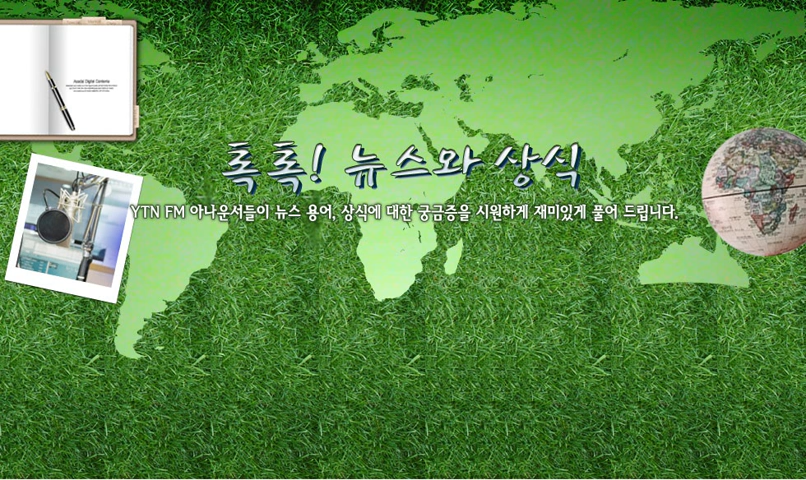 톡톡! 뉴스와 상식
YTN FM 아나운서들이 뉴스 용어, 상식에 대한 궁금증을 시원하게 재미있게 풀어 드립니다.